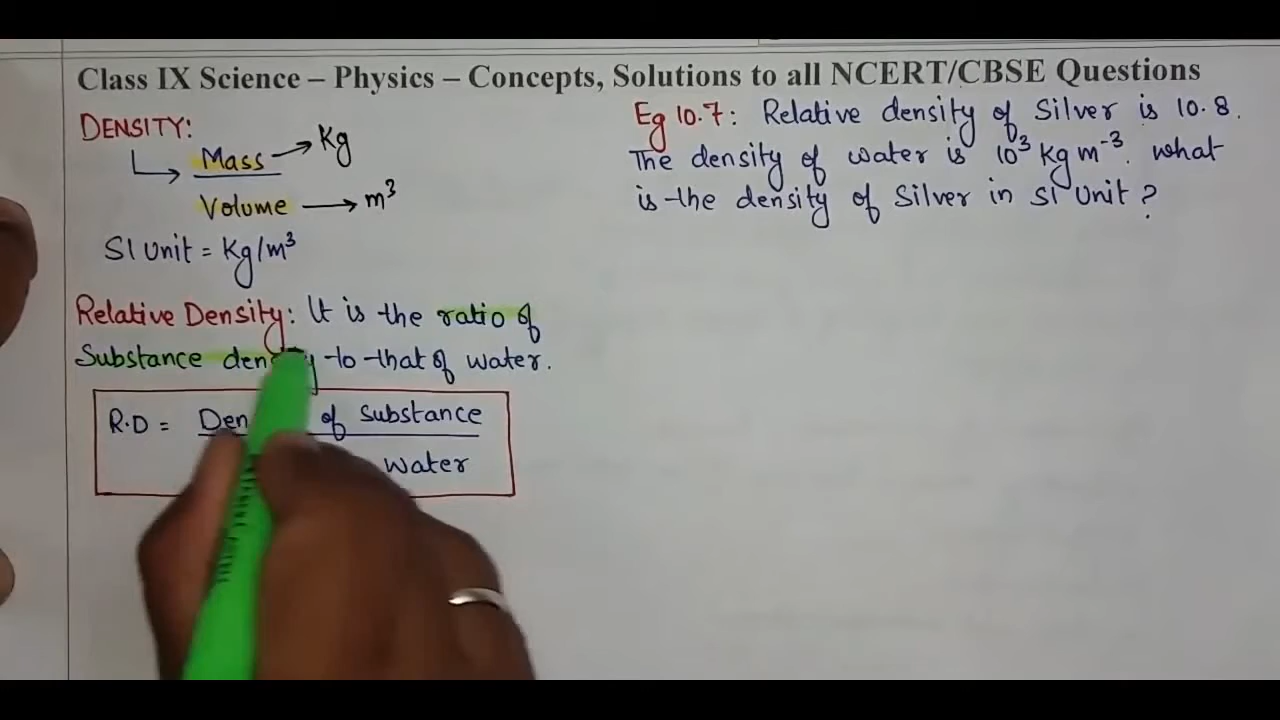 Class IX Science – Physics – Concepts, Solutions to all NCERT/CBSE Questions
DENSITY:
Mass → Kg
Volume → m³
SI Unit = Kg/m³
Relative Density: It is the ratio of
Substance density to that of water.
R.D = of Substance
water
Eg 10.7: Relative density of Silver is 10.8.
The density of water is 10³ Kg m⁻³. what
is the density of Silver in SI Unit?